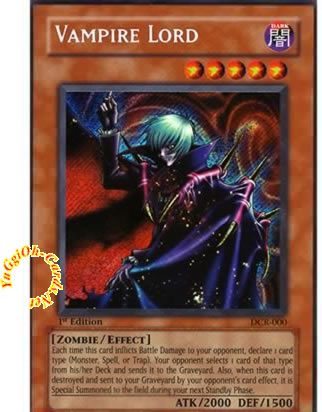 VAMPIRE LORD
DARK
闇
YuGgiOh-Cards.Net
1st Edition
DCR-000
[ZOMBIE/EFFECT]
Each time this card inflicts Battle Damage to your opponent, declare 1 card
type (Monster, Spell, or Trap). Your opponent selects 1 card of that type
from his/her Deck and sends it to the Graveyard. Also, when this card is
destroyed and sent to your Graveyard by your opponent's card effect, it is
Special Summoned to the field during your next Standby Phase.
ATK/2000 DEF/1500